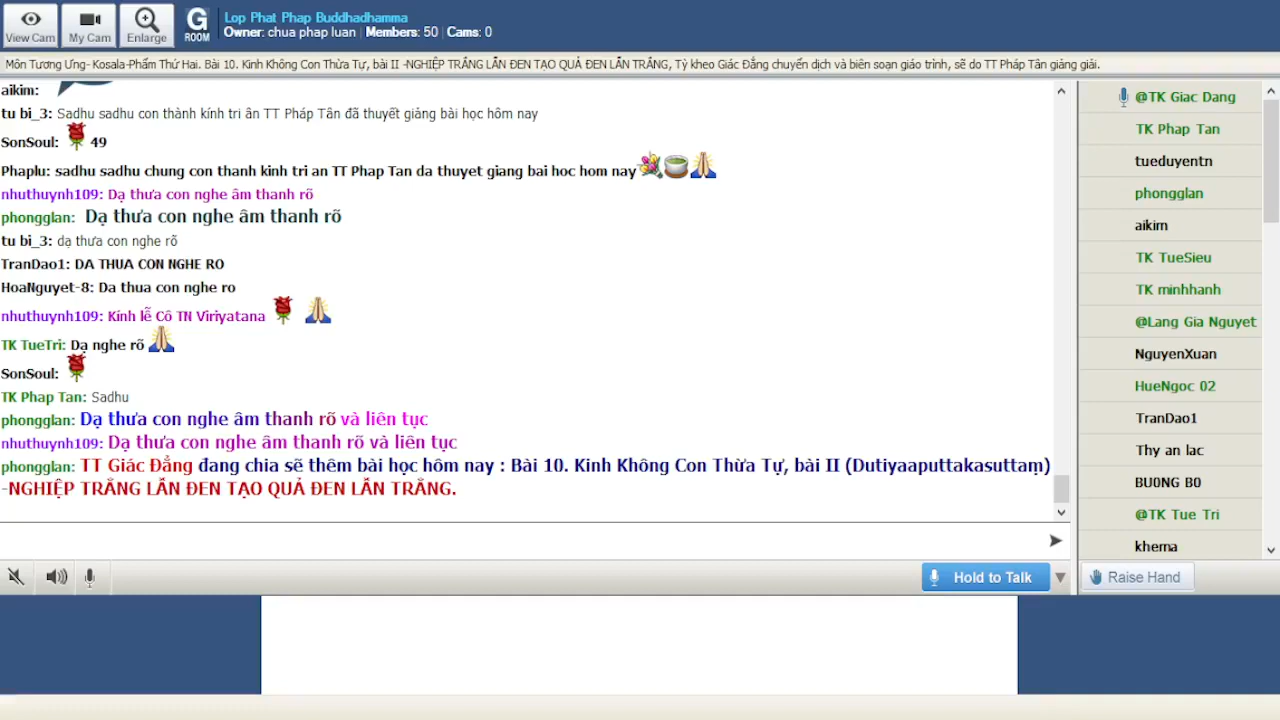 View Cam
My Cam
Enlarge
G
ROOM
Lop Phat Phap Buddhadhamma
Owner: chua phap luan | Members: 50 | Cams: 0
Môn Tương Ưng- Kosala-Phẩm Thứ Hai. Bài 10. Kinh Không Con Thừa Tự, bài II -NGHIỆP TRẮNG LẪN ĐEN TẠO QUẢ ĐEN LẪN TRẮNG, Tỳ kheo Giác Đẳng chuyển dịch và biên soạn giáo trình, sẽ do TT Pháp Tân giảng giải.
aikim:
tu bi_3: Sadhu sadhu con thành kính tri ân TT Pháp Tân đã thuyết giảng bài học hôm nay
SonSoul: 49
Phaplu: sadhu sadhu chung con thanh kinh tri an TT Phap Tan da thuyet giang bai hoc hom nay
nhuthuynh109: Dạ thưa con nghe âm thanh rõ
phongglan: Dạ thưa con nghe âm thanh rõ
tu bi_3: dạ thưa con nghe rõ
TranDao1: DA THUA CON NGHE RO
HoaNguyet-8: Da thua con nghe ro
nhuthuynh109: Kính lễ Cô TN Viriyatana
TK TueTri: Dạ nghe rõ
SonSoul:
TK Phap Tan: Sadhu
phongglan: Dạ thưa con nghe âm thanh rõ và liên tục
nhuthuynh109: Dạ thưa con nghe âm thanh rõ và liên tục
phongglan: TT Giác Đẳng đang chia sẽ thêm bài học hôm nay : Bài 10. Kinh Không Con Thừa Tự, bài II (Dutiyaaputtakasuttaṃ)
-NGHIỆP TRẮNG LẪN ĐEN TẠO QUẢ ĐEN LẪN TRẮNG.
Hold to Talk
@TK Giac Dang
TK Phap Tan
tueduyentn
phongglan
aikim
TK TueSieu
TK minhhanh
@Lang Gia Nguyet
NguyenXuan
HueNgoc 02
TranDao1
Thy an lac
BU0NG B0
@TK Tue Tri
khema
Raise Hand